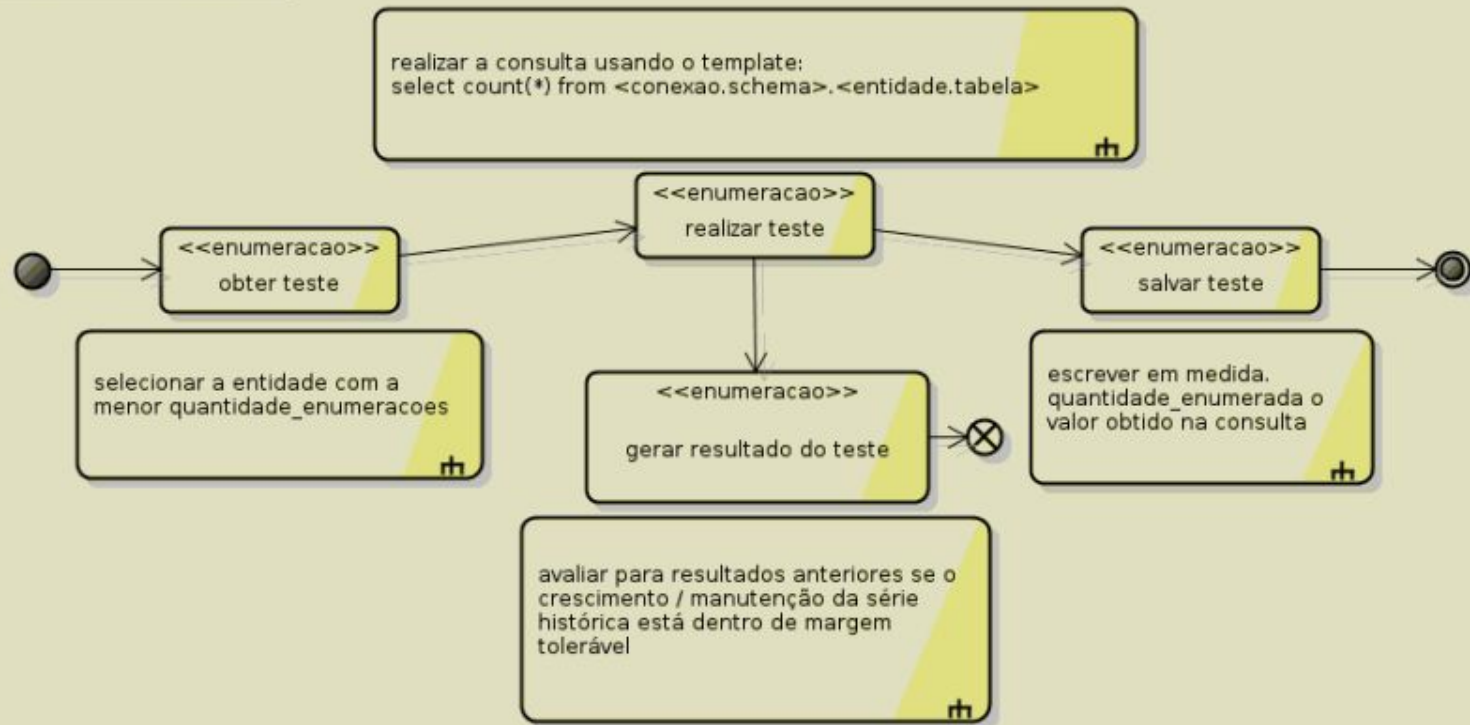 realizar a consulta usando o template:
select count(*) from <conexao.schema>.<entidade.tabela>
<<enumeracao>>
realizar teste
<<enumeracao>>
obter teste
<<enumeracao>>
salvar teste
selecionar a entidade com a
menor quantidade_enumeracoes
<<enumeracao>>
gerar resultado do teste
escrever em medida.
quantidade_enumerada o
valor obtido na consulta
avaliar para resultados anteriores se o
crescimento / manutenção da série
histórica está dentro de margem
tolerável